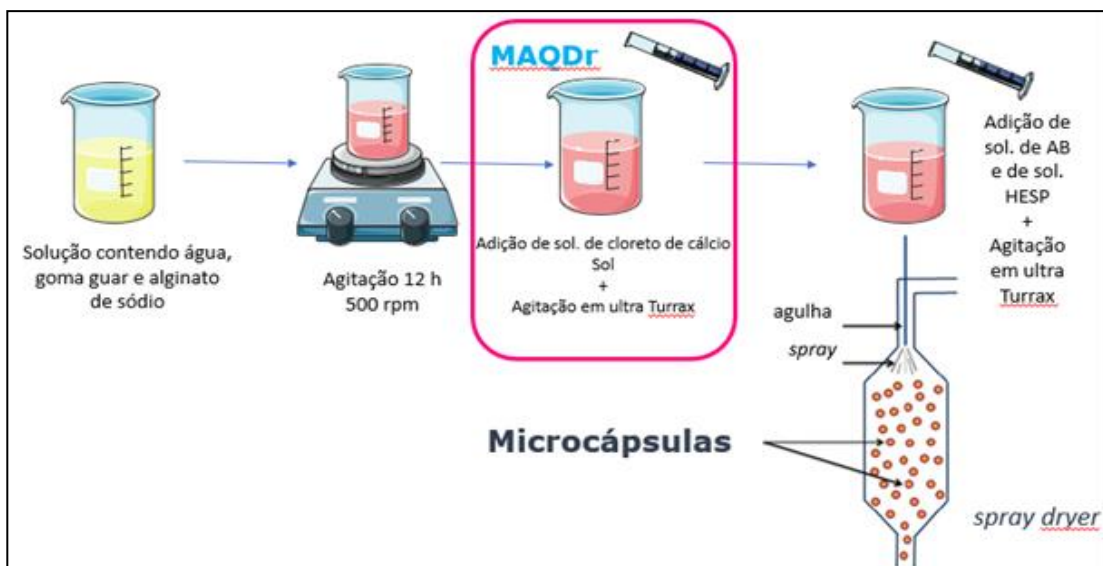 MAQDr
Solução contendo água,
goma guar e alginato
de sódio
Agitação 12 h
500 rpm
Adição de sol. de cloreto de cálcio
Sol
+
Agitação em ultra Turrax
Adição de
sol. de AB
e de sol.
HESP
+
Agitação
em ultra
Turrax
agulha
spray
Microcápsulas
spray dryer